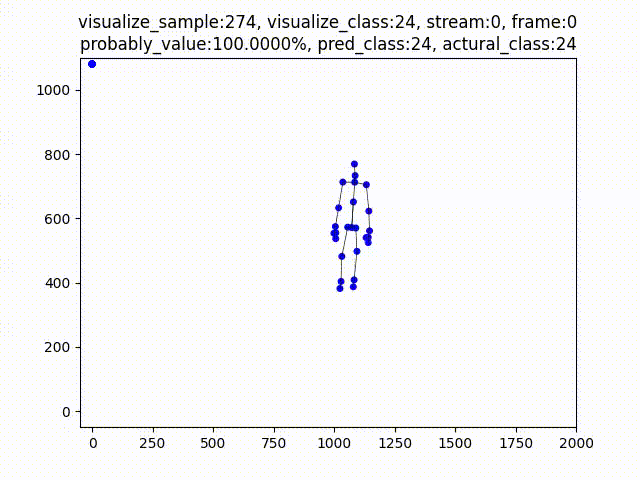 visualize_sample:274, visualize_class:24, stream:0, frame:0
probably_value:100.0000%, pred_class:24, actural_class:24
1000
800
600
400
200
0
0 250 500 750 1000 1250 1500 1750 2000